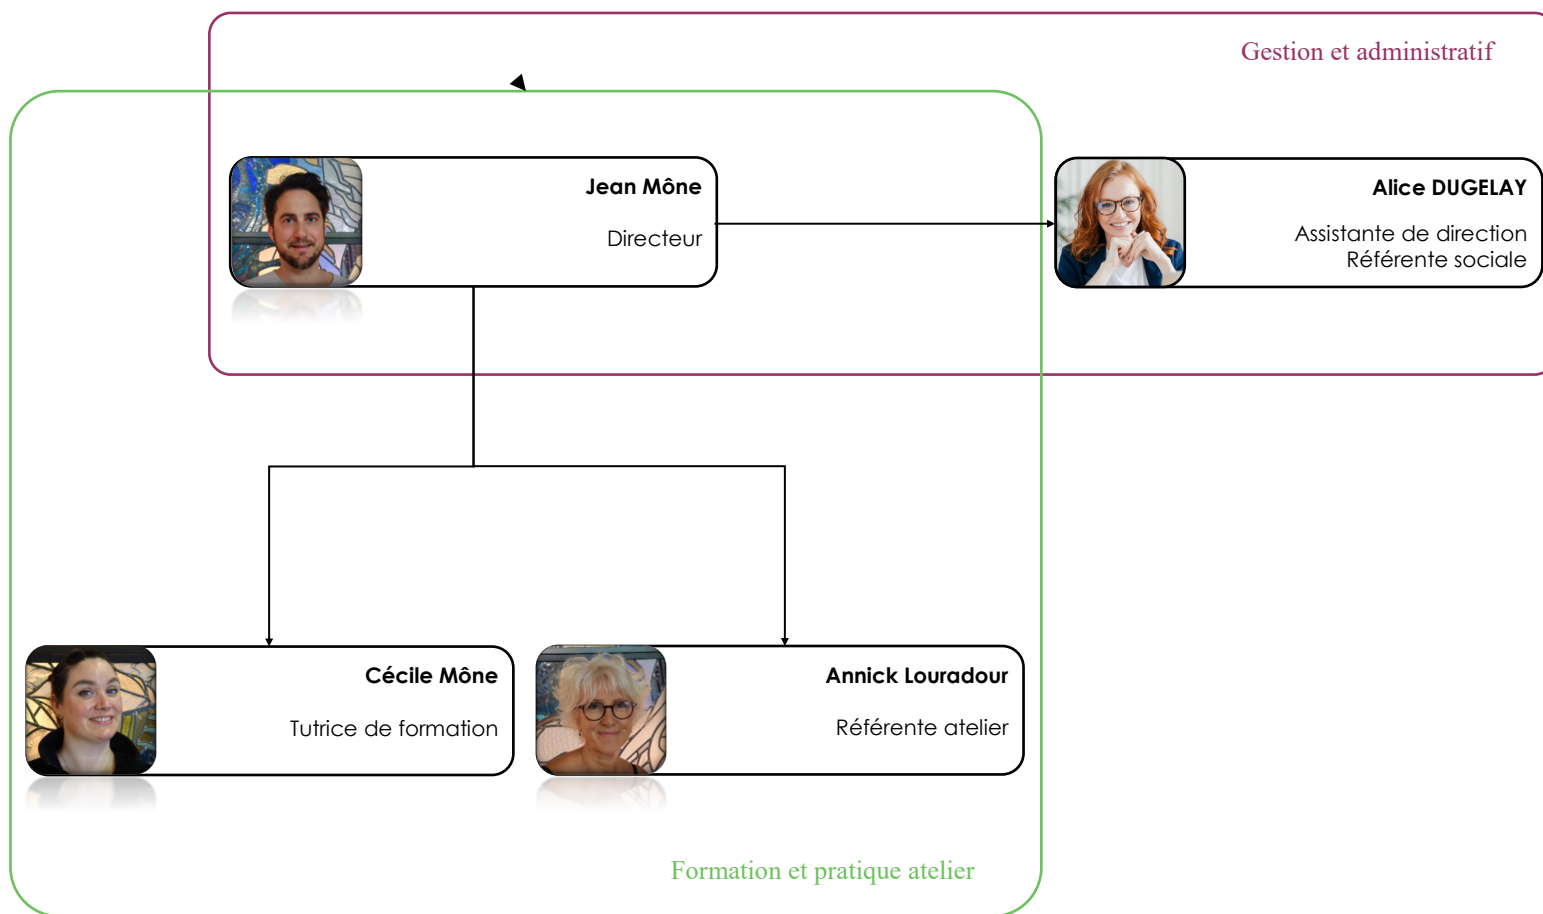 Gestion et administratif
Jean Mône
Directeur
Alice DUGELAY
Assistante de direction
Référente sociale
Cécile Mône
Tutrice de formation
Annick Louradour
Référente atelier
Formation et pratique atelier